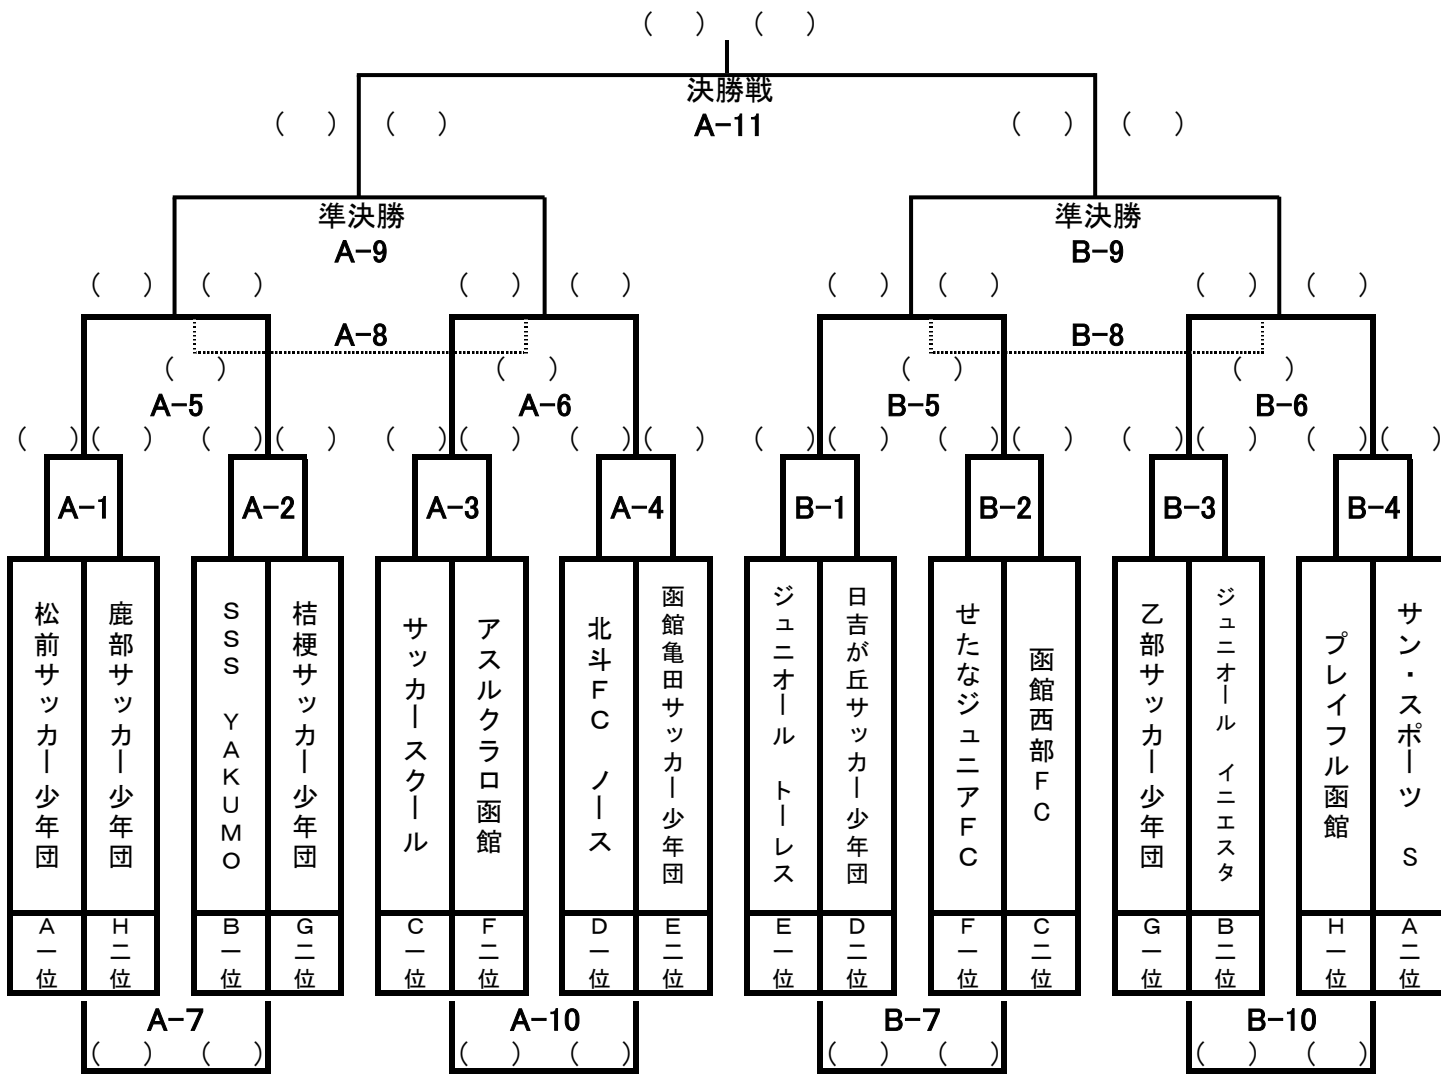 (　) (　)
決勝戦
(　) (　) A-11 (　) (　)
準決勝 準決勝
A-9 B-9
(　) (　) (　) (　) (　) (　) (　) (　)
A-8 B-8
(　) (　) (　) (　)
A-5 A-6 B-5 B-6
(　) (　) (　) (　) (　) (　) (　) (　) (　) (　) (　) (　) (　) (　) (　) (　)
A-1 A-2 A-3 A-4 B-1 B-2 B-3 B-4
松前サッカー少年団
鹿部サッカー少年団
SSS YAKUMO
桔梗サッカー少年団
サッカースクール
アスルクラロ函館
北斗FC ノース
函館亀田サッカー少年団
ジュニオール トーレス
日吉が丘サッカー少年団
せたなジュニアFC
函館西部FC
乙部サッカー少年団
ジュニオール イニエスタ
プレイフル函館
サン・スポーツ S
A一位 H二位 B一位 G二位 C一位 F二位 D一位 E二位 E一位 D二位 F一位 C二位 G一位 B二位 H一位 A二位
A-7 A-10 B-7 B-10
(　) (　) (　) (　) (　) (　) (　) (　)